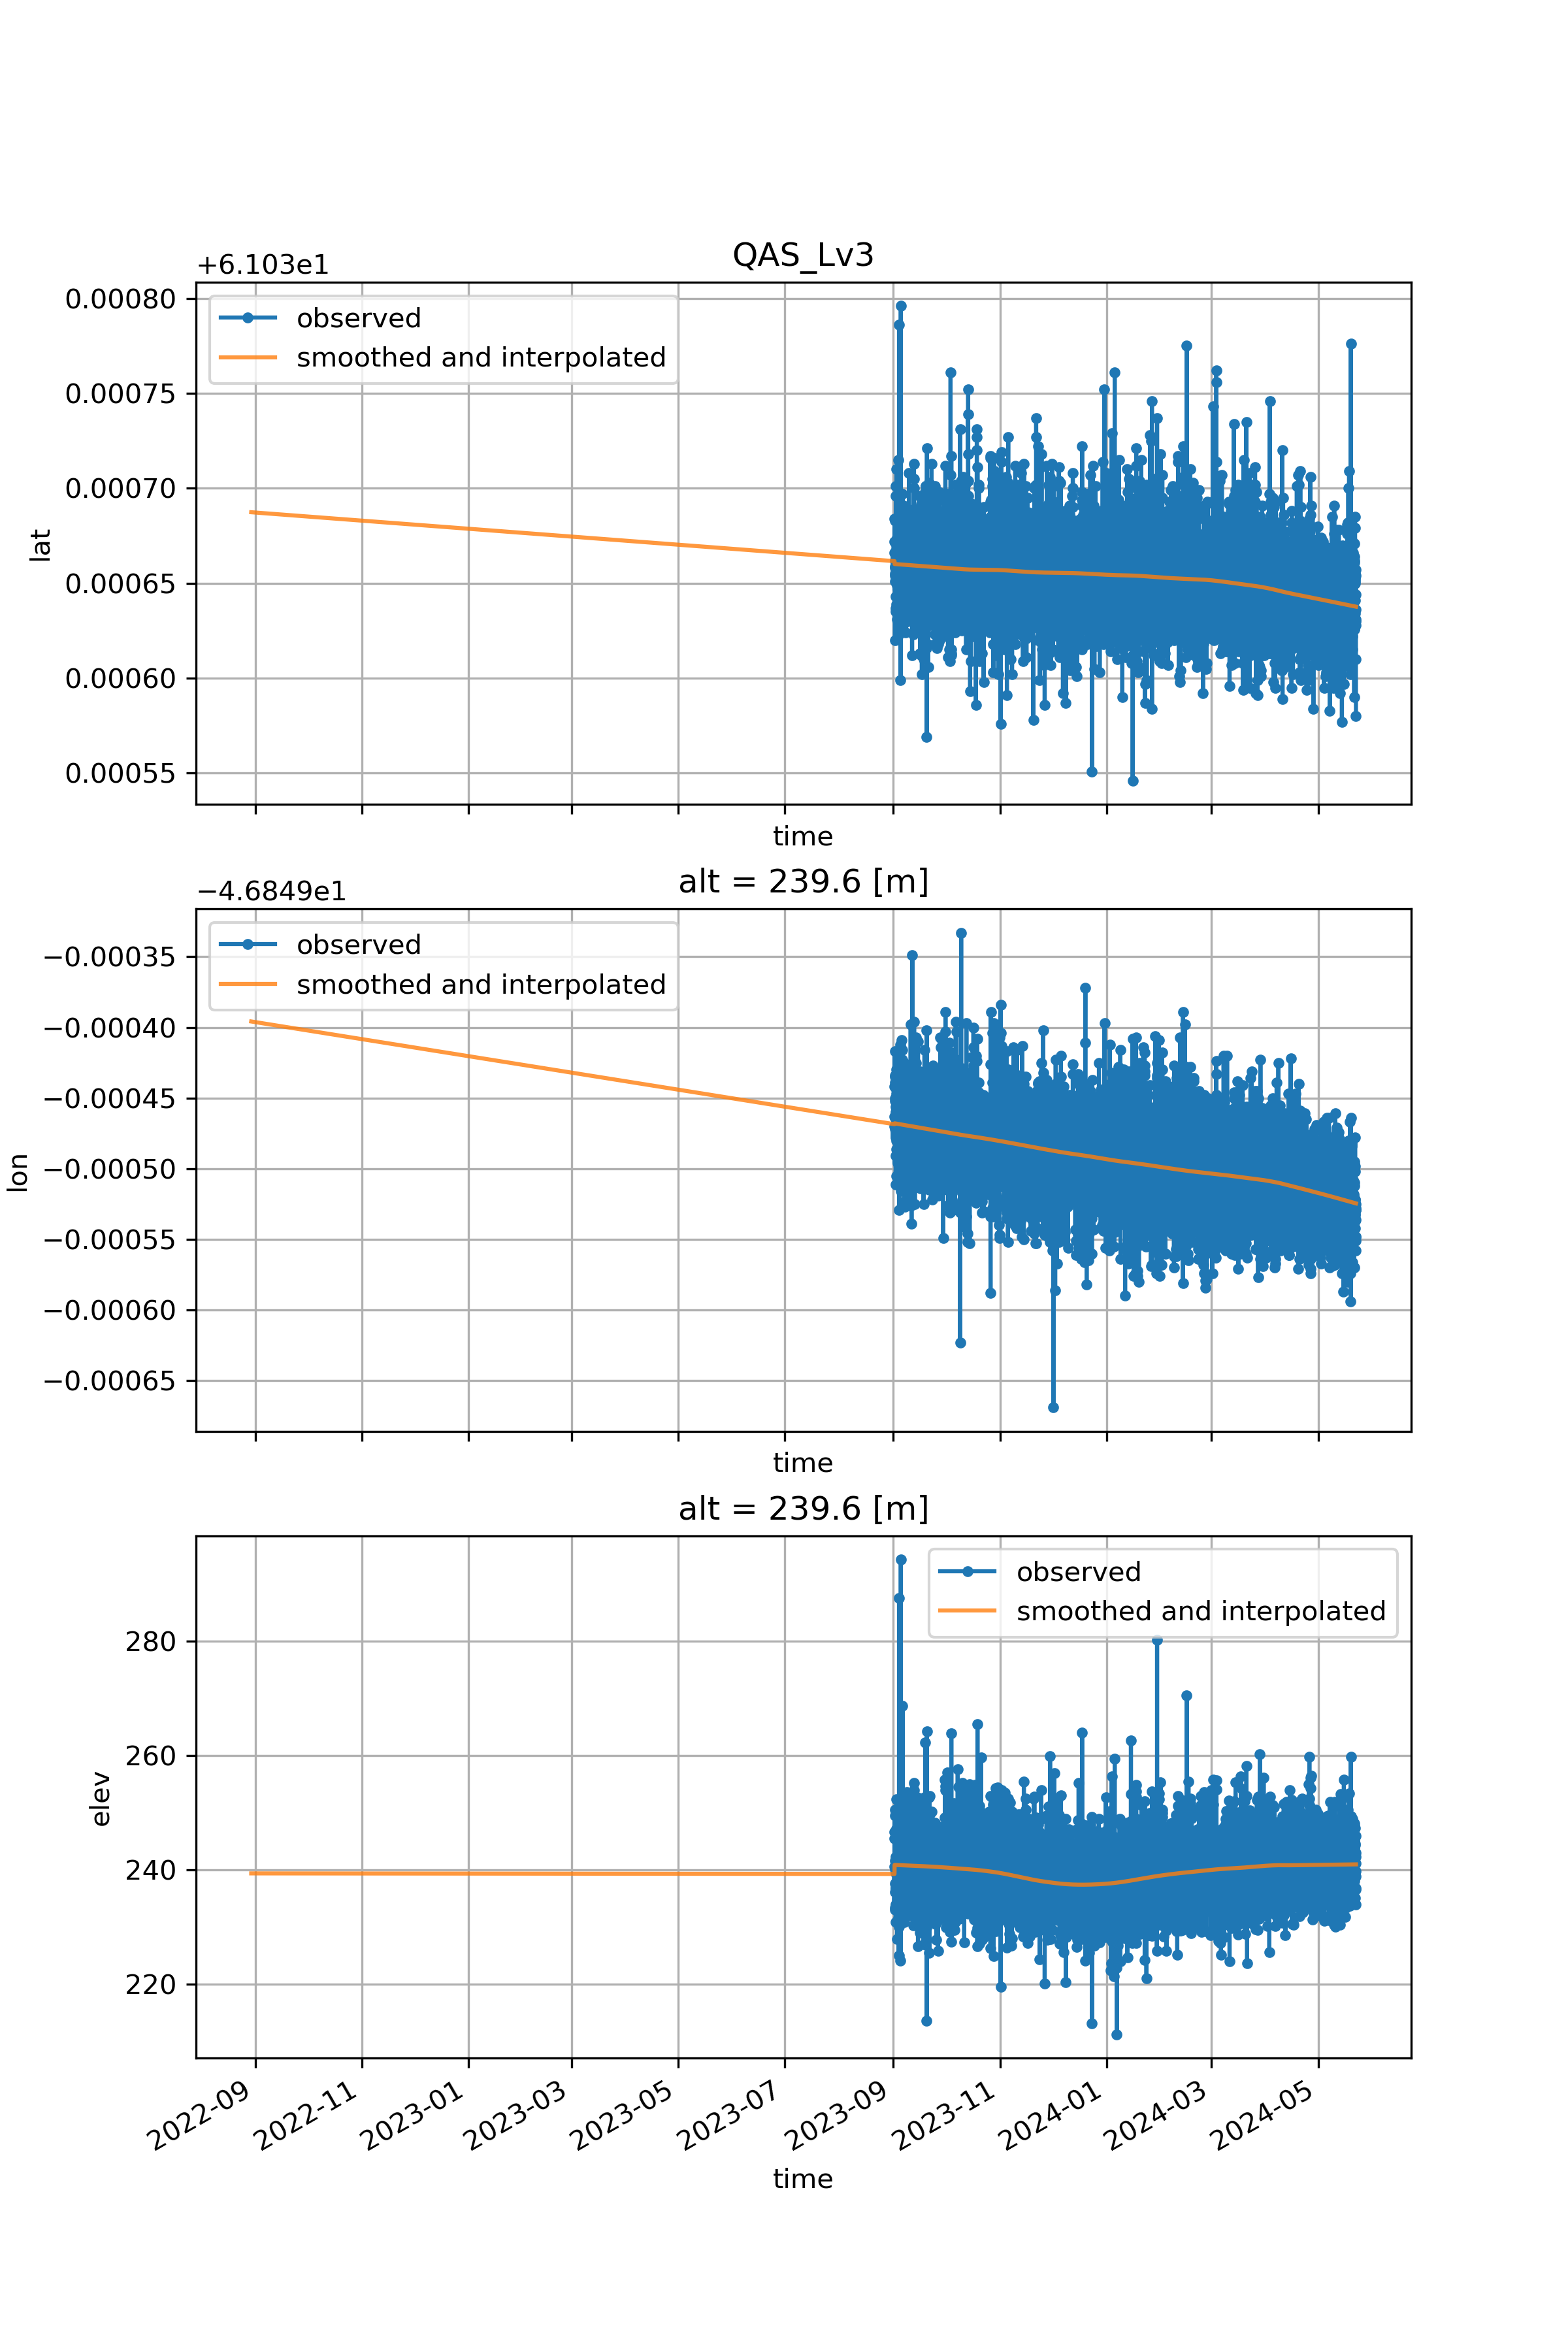 QAS_Lv3
+6.103e1
0.00080
0.00075
0.00070
0.00065
0.00060
0.00055
lat
observed
smoothed and interpolated
time
alt = 239.6 [m]
−4.6849e1
−0.00035
−0.00040
−0.00045
−0.00050
−0.00055
−0.00060
−0.00065
lon
observed
smoothed and interpolated
time
alt = 239.6 [m]
280
260
240
220
elev
observed
smoothed and interpolated
2022-09
2022-11
2023-01
2023-03
2023-05
2023-07
2023-09
2023-11
2024-01
2024-03
2024-05
time